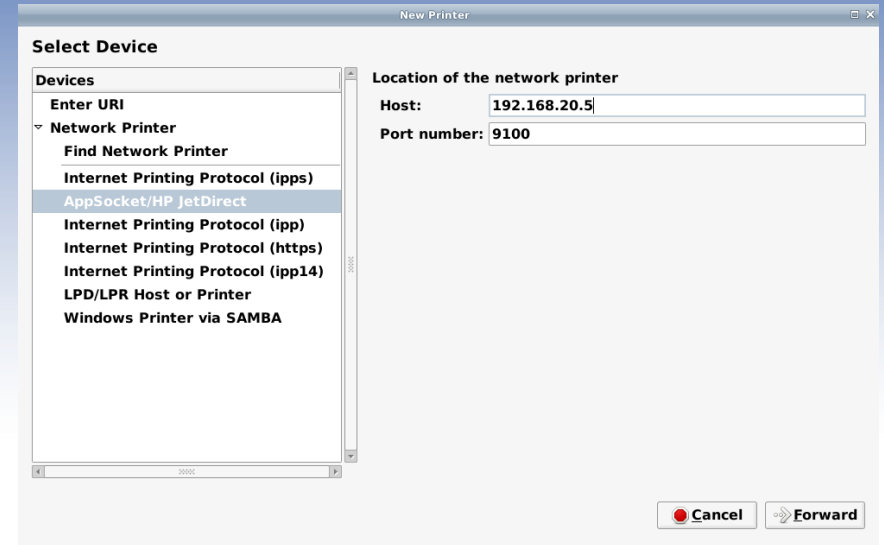 New Printer
Select Device
Devices
Enter URI
Network Printer
Find Network Printer
Internet Printing Protocol (ipps)
AppSocket/HP JetDirect
Internet Printing Protocol (ipp)
Internet Printing Protocol (https)
Internet Printing Protocol (ipp14)
LPD/LPR Host or Printer
Windows Printer via SAMBA
Location of the network printer
Host: 192.168.20.5
Port number: 9100
Cancel
Forward